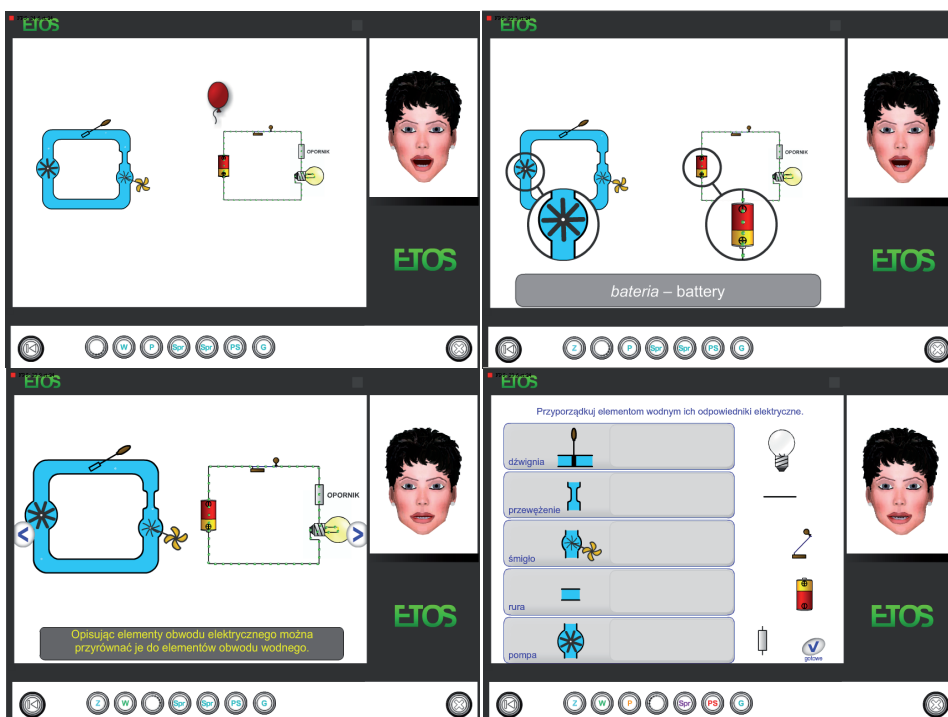 ETOS
OPORNIK
ETOS
W P Spr Spr PS G
ETOS
OPORNIK
bateria – battery
ETOS
Z P Spr Spr PS G
ETOS
OPORNIK
Opisując elementy obwodu elektrycznego można
przyrównać je do elementów obwodu wodnego.
ETOS
Z W Spr Spr PS G
ETOS
Przyporządkuj elementom wodnym ich odpowiedniki elektryczne.
dźwignia
przewężenie
śmigło
rura
pompa
gotowe
ETOS
Z W P Spr PS G